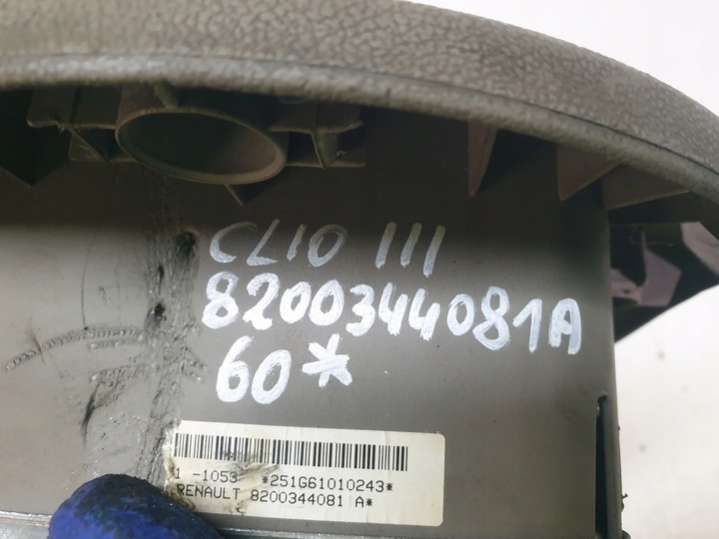 CLIO III
8200344081A
60*
1 -1053 *251G61010243*
RENAULT 8200344081 A*